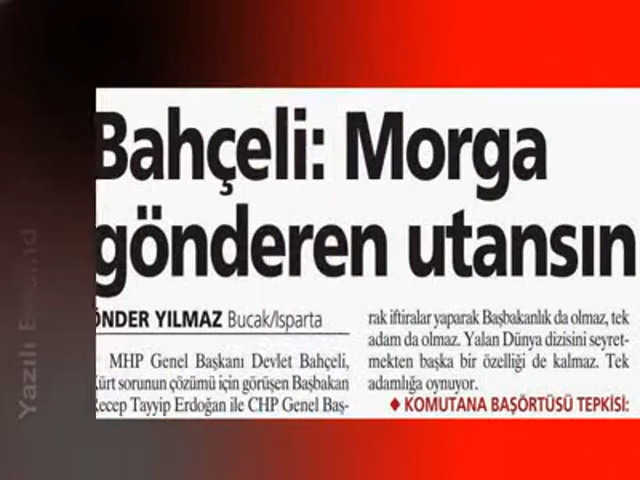 Bahçeli: Morga
gönderen utansın
ÖNDER YILMAZ Bucak/Isparta
MHP Genel Başkanı Devlet Bahçeli,
Kürt sorunun çözümü için görüşen Başbakan
Recep Tayyip Erdoğan ile CHP Genel Baş-
rak iftiralar yaparak Başbakanlık da olmaz, tek
adam da olmaz. Yalan Dünya dizisini seyret-
mekten başka bir özelliği de kalmaz. Tek
adamlığa oynuyor.
◆ KOMUTANA BAŞÖRTÜSÜ TEPKİSİ:
Yazılı